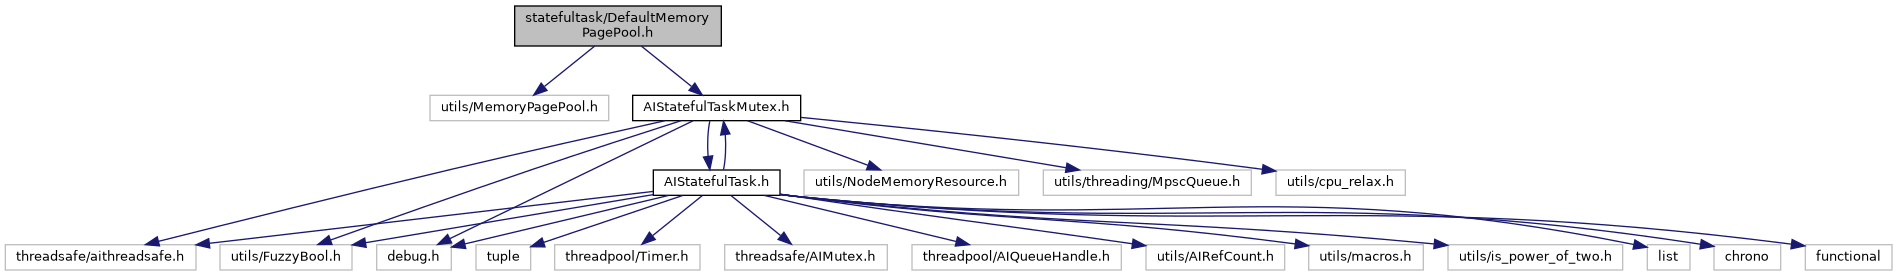 statefultask/DefaultMemory
PagePool.h
utils/MemoryPagePool.h
AIStatefulTaskMutex.h
AIStatefulTask.h
utils/NodeMemoryResource.h
utils/threading/MpscQueue.h
utils/cpu_relax.h
threadsafe/aithreadsafe.h
utils/FuzzyBool.h
debug.h
tuple
threadpool/Timer.h
threadsafe/AIMutex.h
threadpool/AIQueueHandle.h
utils/AIRefCount.h
utils/macros.h
utils/is_power_of_two.h
list
chrono
functional